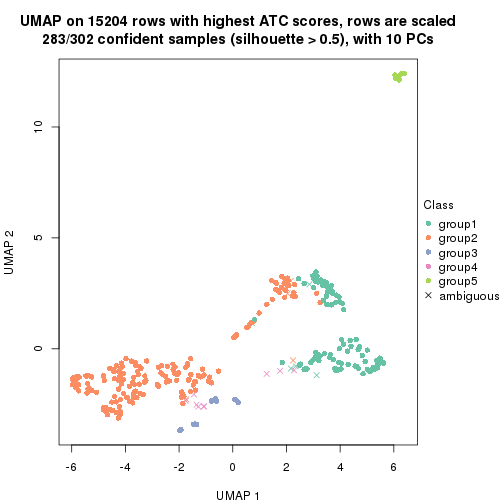 UMAP on 15204 rows with highest ATC scores, rows are scaled
283/302 confident samples (silhouette > 0.5), with 10 PCs
10
5
0
UMAP 2
-6 -4 -2 0 2 4 6
UMAP 1
Class
group1
group2
group3
group4
group5
ambiguous